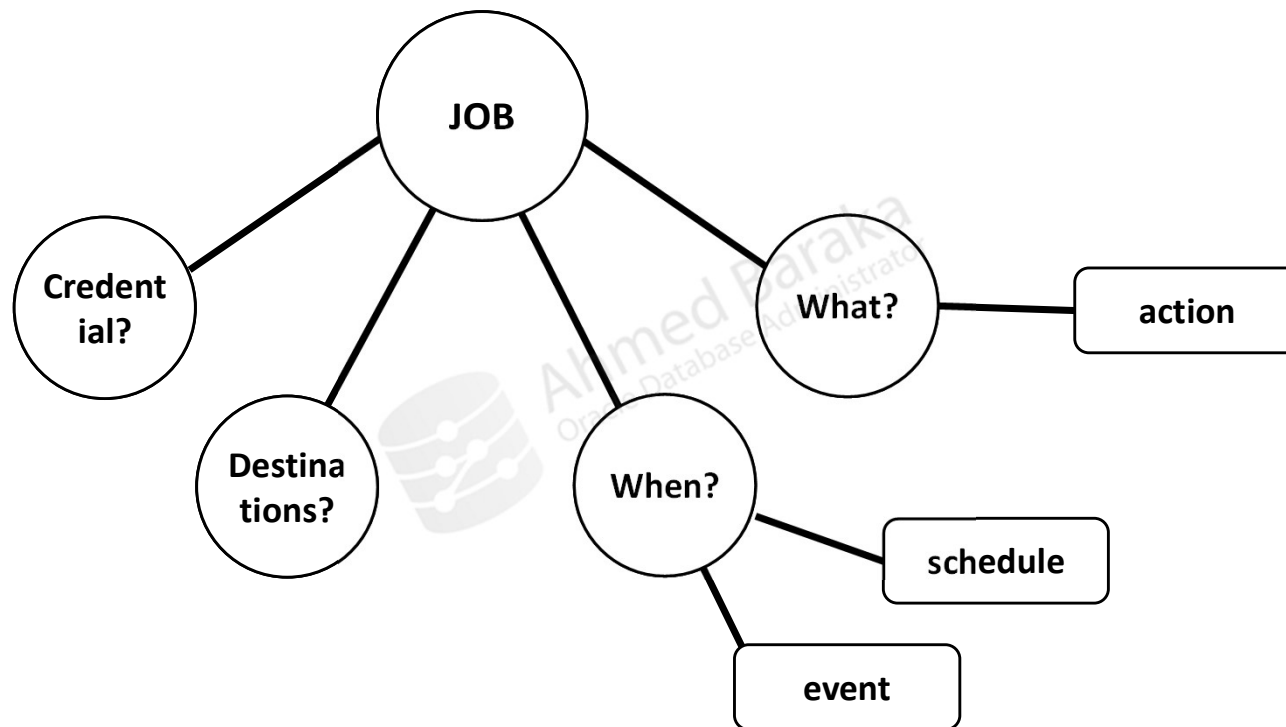 JOB
Credent
ial?
What?
action
Ahmed Baraka
Oracle Database Administrator
Destina
tions?
When?
schedule
event